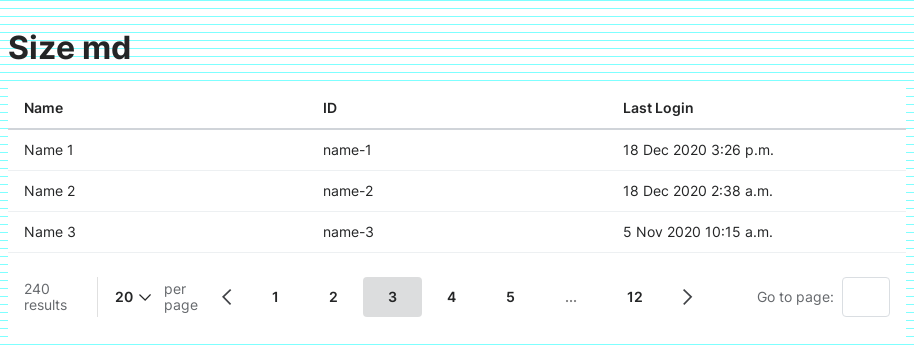 Size md
Name ID Last Login
Name 1 name-1 18 Dec 2020 3:26 p.m.
Name 2 name-2 18 Dec 2020 2:38 a.m.
Name 3 name-3 5 Nov 2020 10:15 a.m.
240 results 20 per page 1 2 3 4 5 ... 12 Go to page: